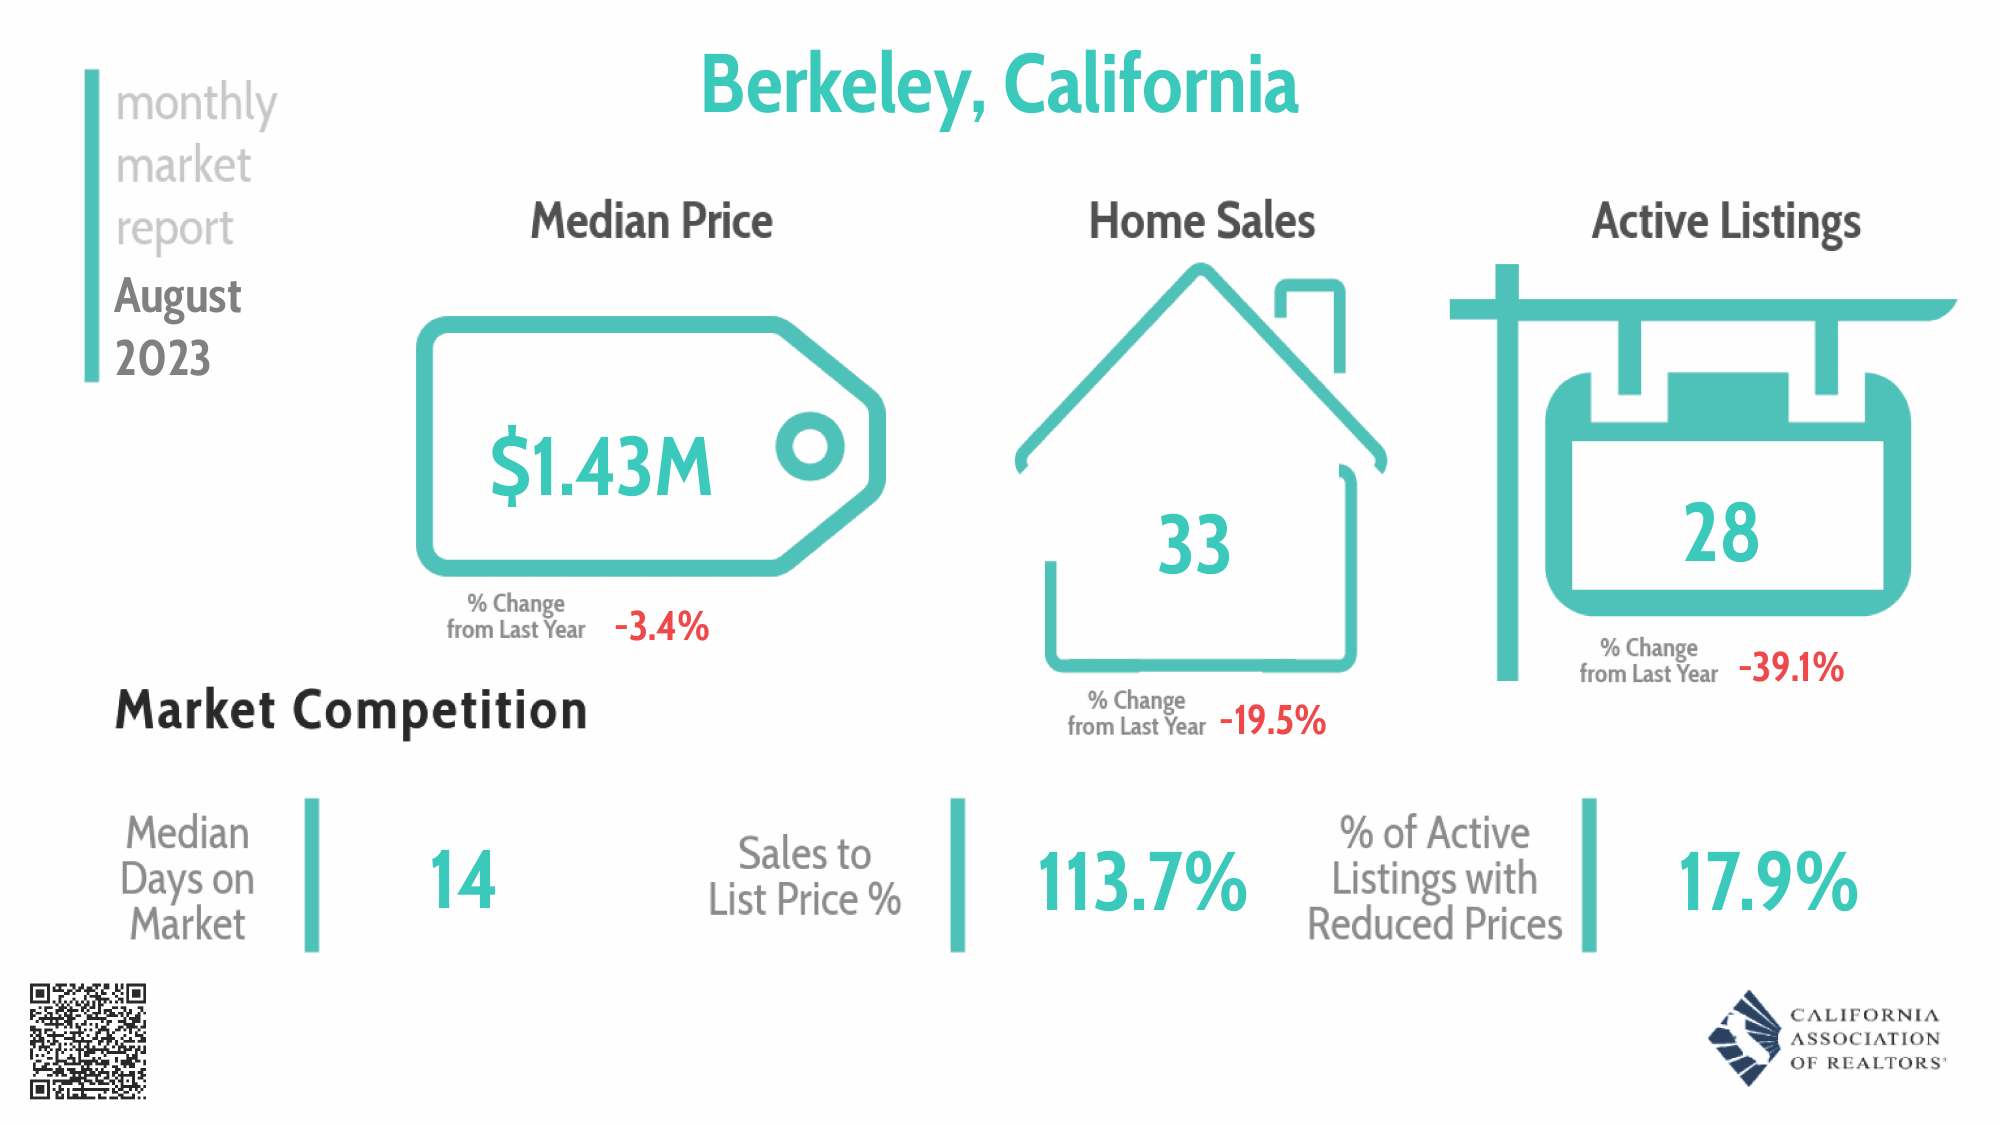 Berkeley, California
monthly
market
report
August
2023
Median Price
$1.43M
% Change
from Last Year
-3.4%
Home Sales
33
% Change
from Last Year
-19.5%
Active Listings
28
% Change
from Last Year
-39.1%
Market Competition
Median
Days on
Market
14
Sales to
List Price %
113.7%
% of Active
Listings with
Reduced Prices
17.9%
CALIFORNIA
ASSOCIATION
OF REALTORS®